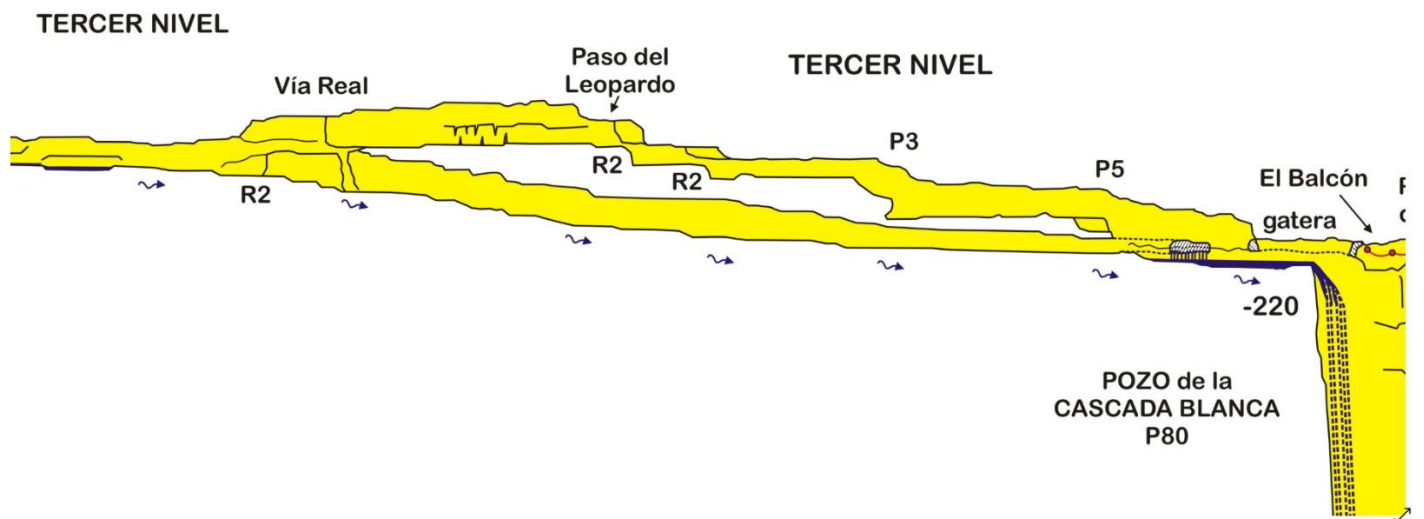 TERCER NIVEL
Vía Real
Paso del
Leopardo
TERCER NIVEL
P3
P5
R2
R2
R2
El Balcón
gatera
-220
POZO de la
CASCADA BLANCA
P80